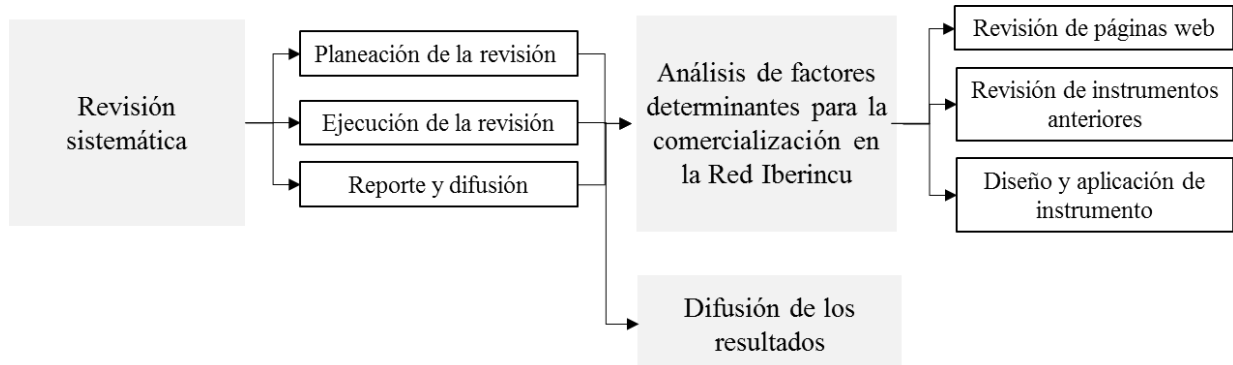 Revisión
sistemática
Planeación de la revisión
Ejecución de la revisión
Reporte y difusión
Análisis de factores
determinantes para la
comercialización en
la Red Iberincu
Revisión de páginas web
Revisión de instrumentos
anteriores
Diseño y aplicación de
instrumento
Difusión de los
resultados